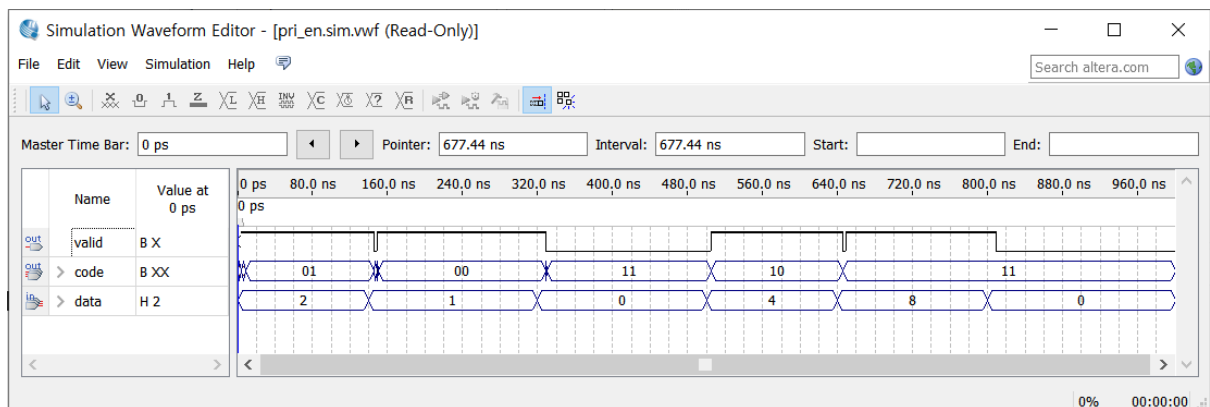 Simulation Waveform Editor - [pri_en.sim.vwf (Read-Only)]
File Edit View Simulation Help
Search altera.com
Master Time Bar: 0 ps Pointer: 677.44 ns Interval: 677.44 ns Start: End:
Name Value at 0 ps
0 ps 80.0 ns 160.0 ns 240.0 ns 320.0 ns 400.0 ns 480.0 ns 560.0 ns 640.0 ns 720.0 ns 800.0 ns 880.0 ns 960.0 ns
0 ps
out valid B X
out code B XX 01 00 11 10 11
in data H 2 2 1 0 4 8 0
0% 00:00:00